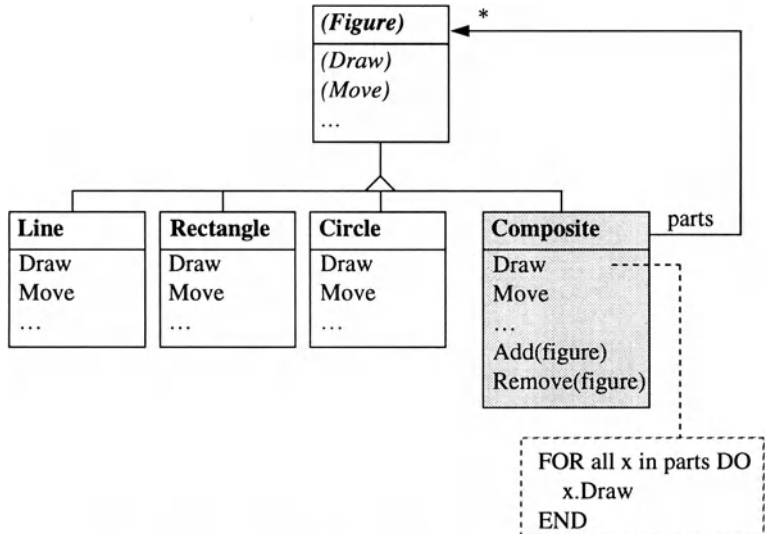 (Figure)
*
(Draw)
(Move)
...
Line
Draw
Move
...
Rectangle
Draw
Move
...
Circle
Draw
Move
...
Composite
parts
Draw
Move
...
Add(figure)
Remove(figure)
FOR all x in parts DO
x.Draw
END